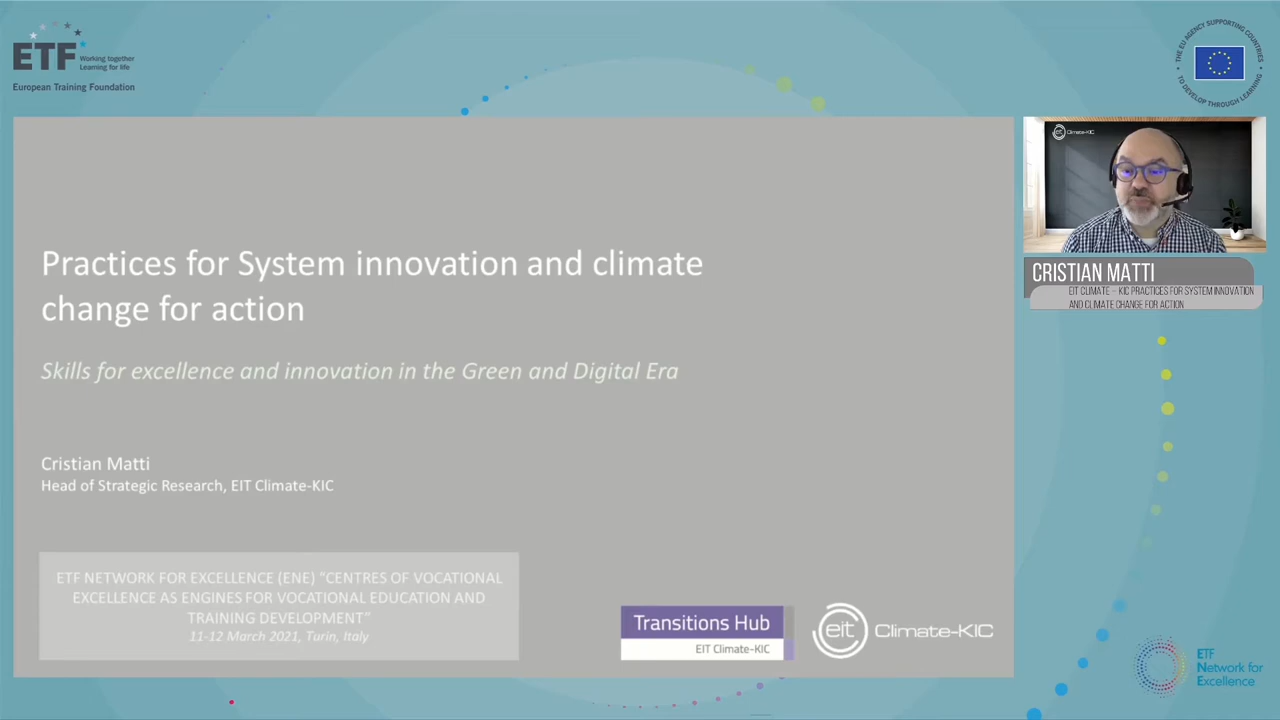 ETF
Working together
Learning for life
European Training Foundation
THE EU AGENCY SUPPORTING COUNTRIES
TO DEVELOP THROUGH LEARNING
Practices for System innovation and climate
change for action
Skills for excellence and innovation in the Green and Digital Era
Cristian Matti
Head of Strategic Research, EIT Climate-KIC
ETF NETWORK FOR EXCELLENCE (ENE) “CENTRES OF VOCATIONAL
EXCELLENCE AS ENGINES FOR VOCATIONAL EDUCATION AND
TRAINING DEVELOPMENT”
11-12 March 2021, Turin, Italy
Transitions Hub
EIT Climate-KIC
eit Climate-KIC
eit Climate-KIC
CRISTIAN MATTI
EIT CLIMATE – KIC PRACTICES FOR SYSTEM INNOVATION
AND CLIMATE CHANGE FOR ACTION
ETF
Network for
Excellence